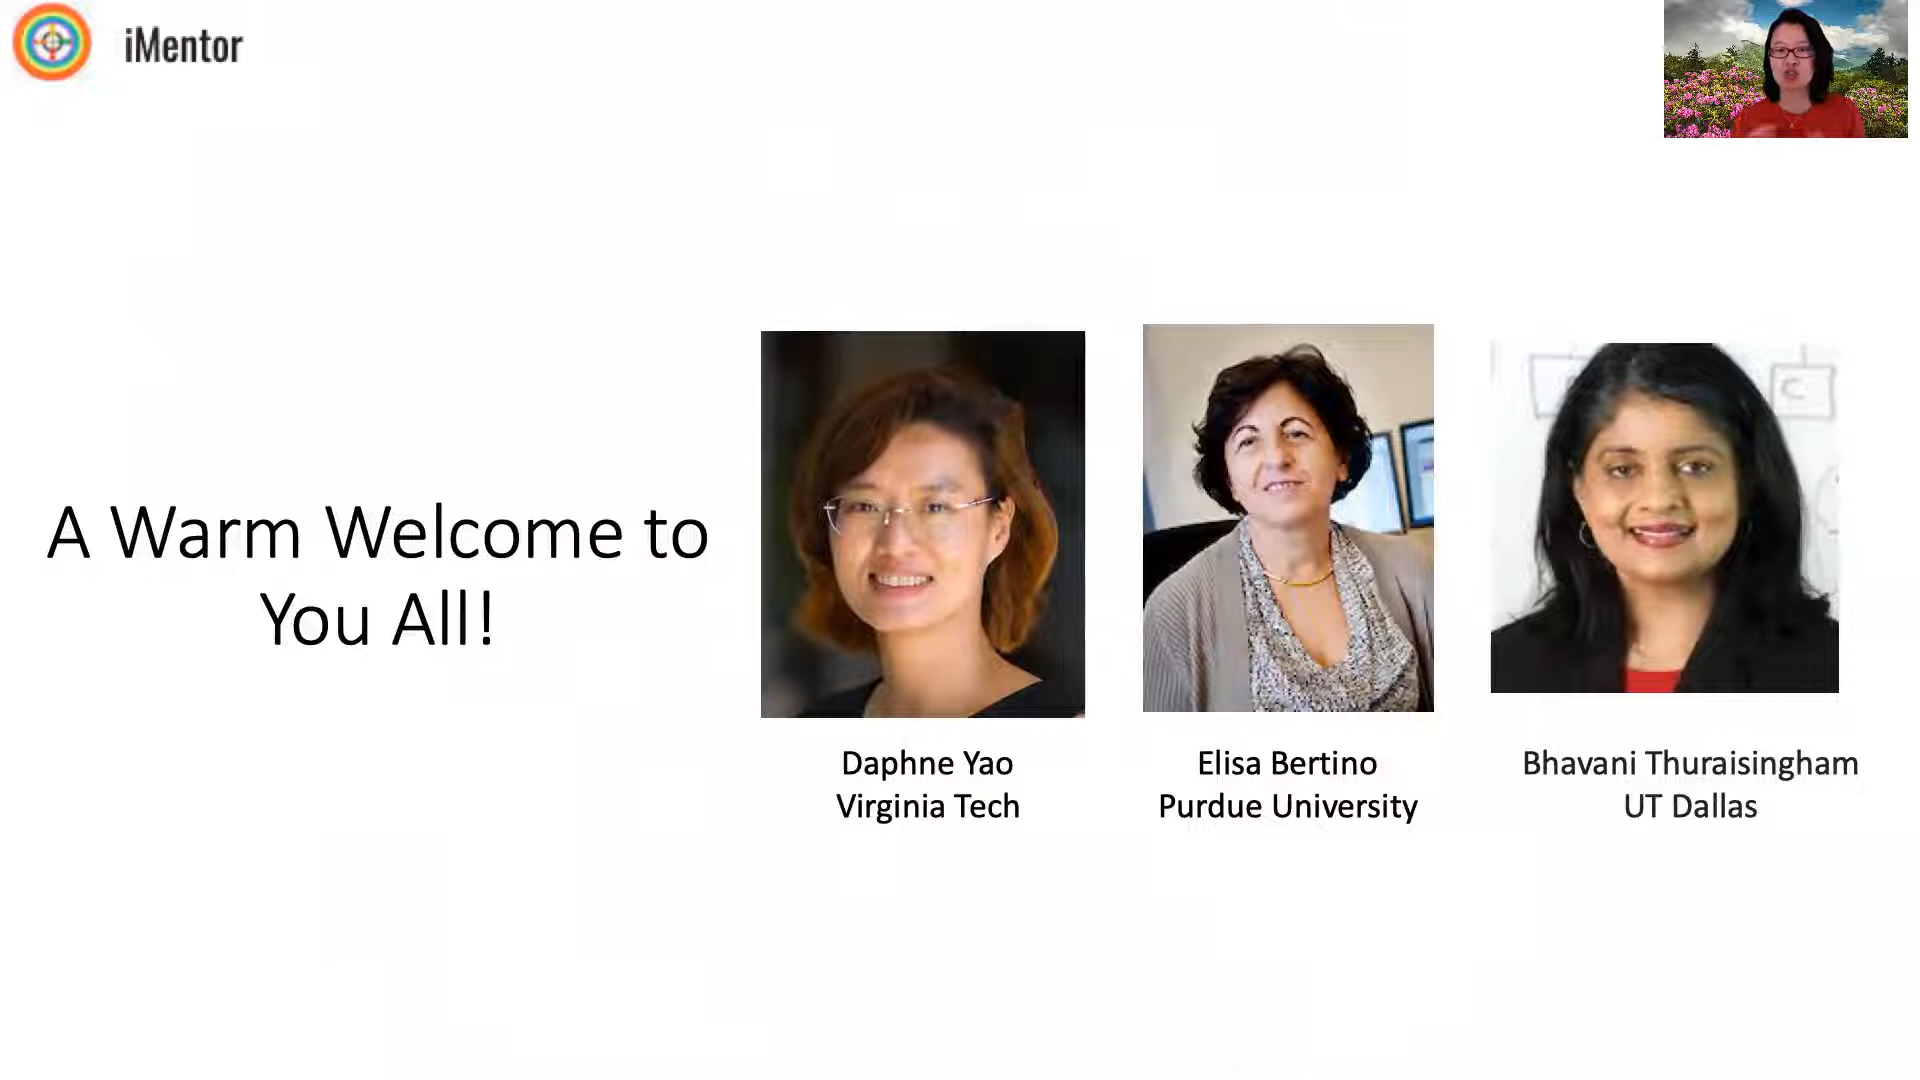 iMentor
A Warm Welcome to
You All!
Daphne Yao
Virginia Tech
Elisa Bertino
Purdue University
Bhavani Thuraisingham
UT Dallas
C